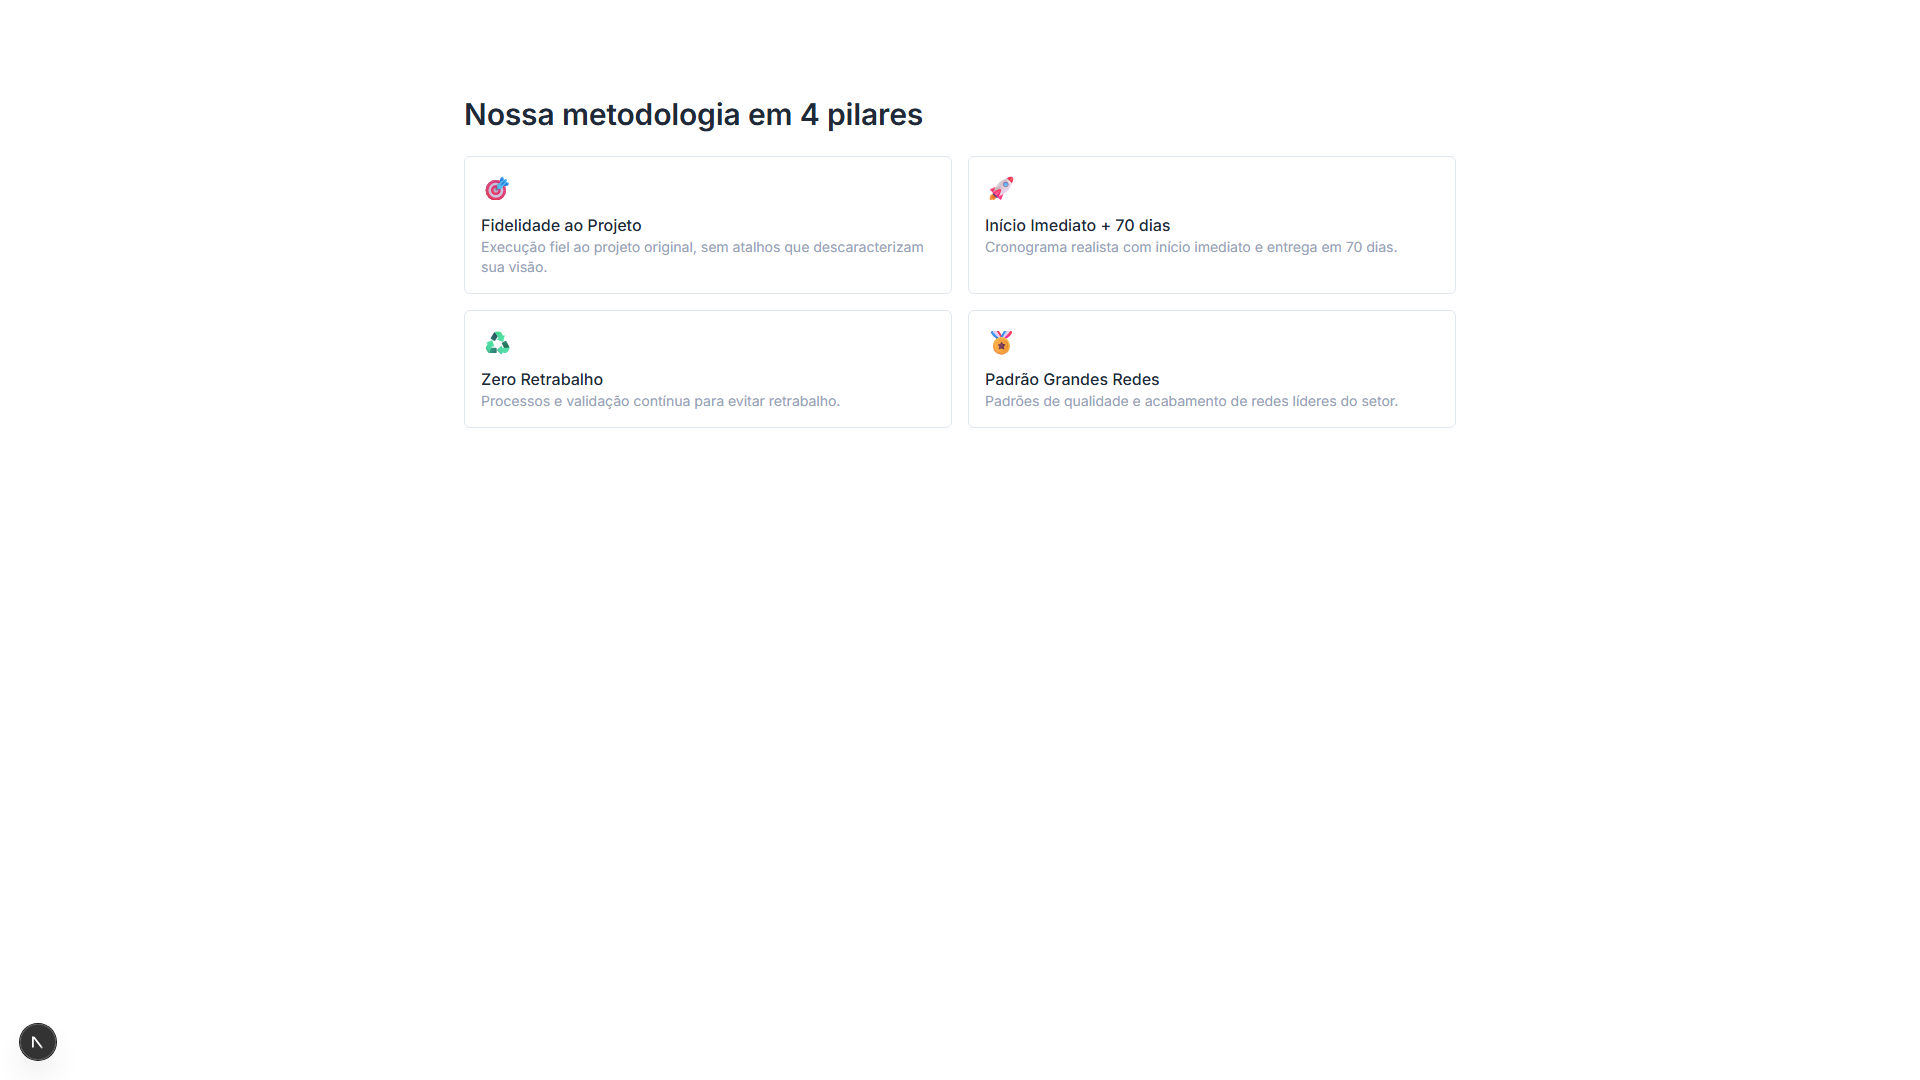 Nossa metodologia em 4 pilares
Fidelidade ao Projeto
Execução fiel ao projeto original, sem atalhos que descaracterizam
sua visão.
Início Imediato + 70 dias
Cronograma realista com início imediato e entrega em 70 dias.
Zero Retrabalho
Processos e validação contínua para evitar retrabalho.
Padrão Grandes Redes
Padrões de qualidade e acabamento de redes líderes do setor.